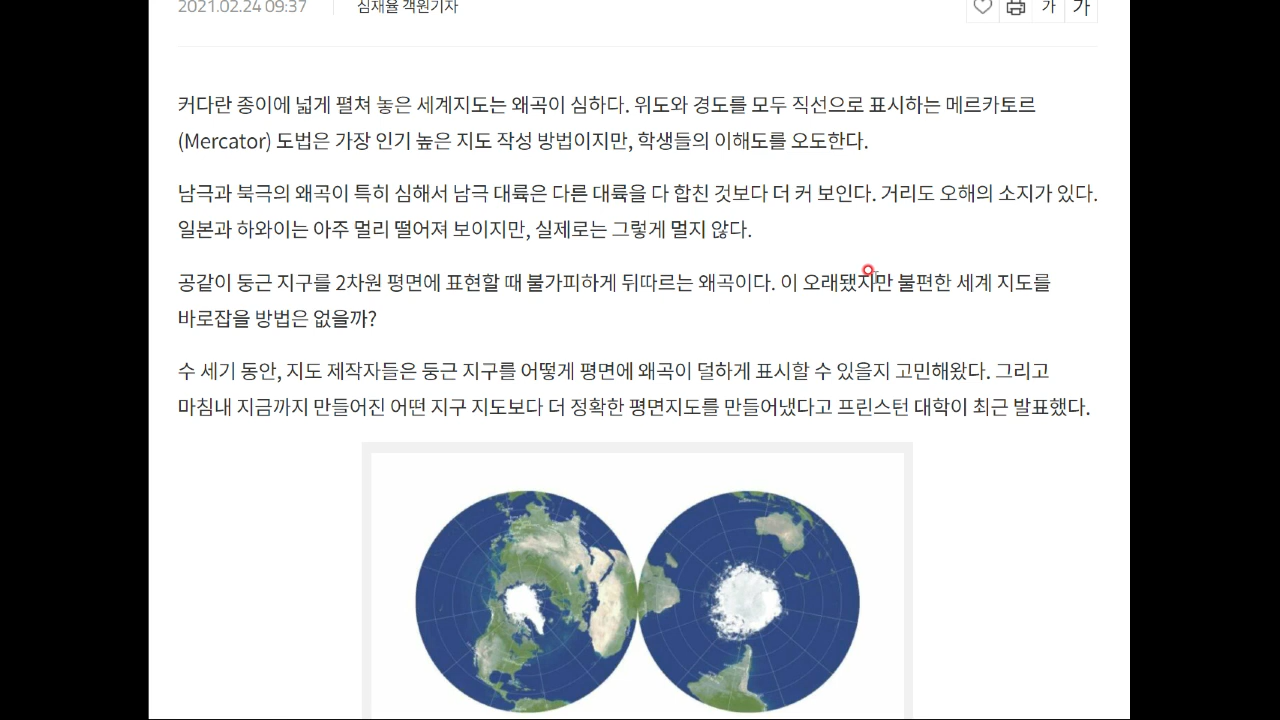 2021.02.24 09:37 심재율 객원기자 가 가
커다란 종이에 넓게 펼쳐 놓은 세계지도는 왜곡이 심하다. 위도와 경도를 모두 직선으로 표시하는 메르카토르
(Mercator) 도법은 가장 인기 높은 지도 작성 방법이지만, 학생들의 이해도를 오도한다.
남극과 북극의 왜곡이 특히 심해서 남극 대륙은 다른 대륙을 다 합친 것보다 더 커 보인다. 거리도 오해의 소지가 있다.
일본과 하와이는 아주 멀리 떨어져 보이지만, 실제로는 그렇게 멀지 않다.
공같이 둥근 지구를 2차원 평면에 표현할 때 불가피하게 뒤따르는 왜곡이다. 이 오래됐지만 불편한 세계 지도를
바로잡을 방법은 없을까?
수 세기 동안, 지도 제작자들은 둥근 지구를 어떻게 평면에 왜곡이 덜하게 표시할 수 있을지 고민해왔다. 그리고
마침내 지금까지 만들어진 어떤 지구 지도보다 더 정확한 평면지도를 만들어냈다고 프린스턴 대학이 최근 발표했다.